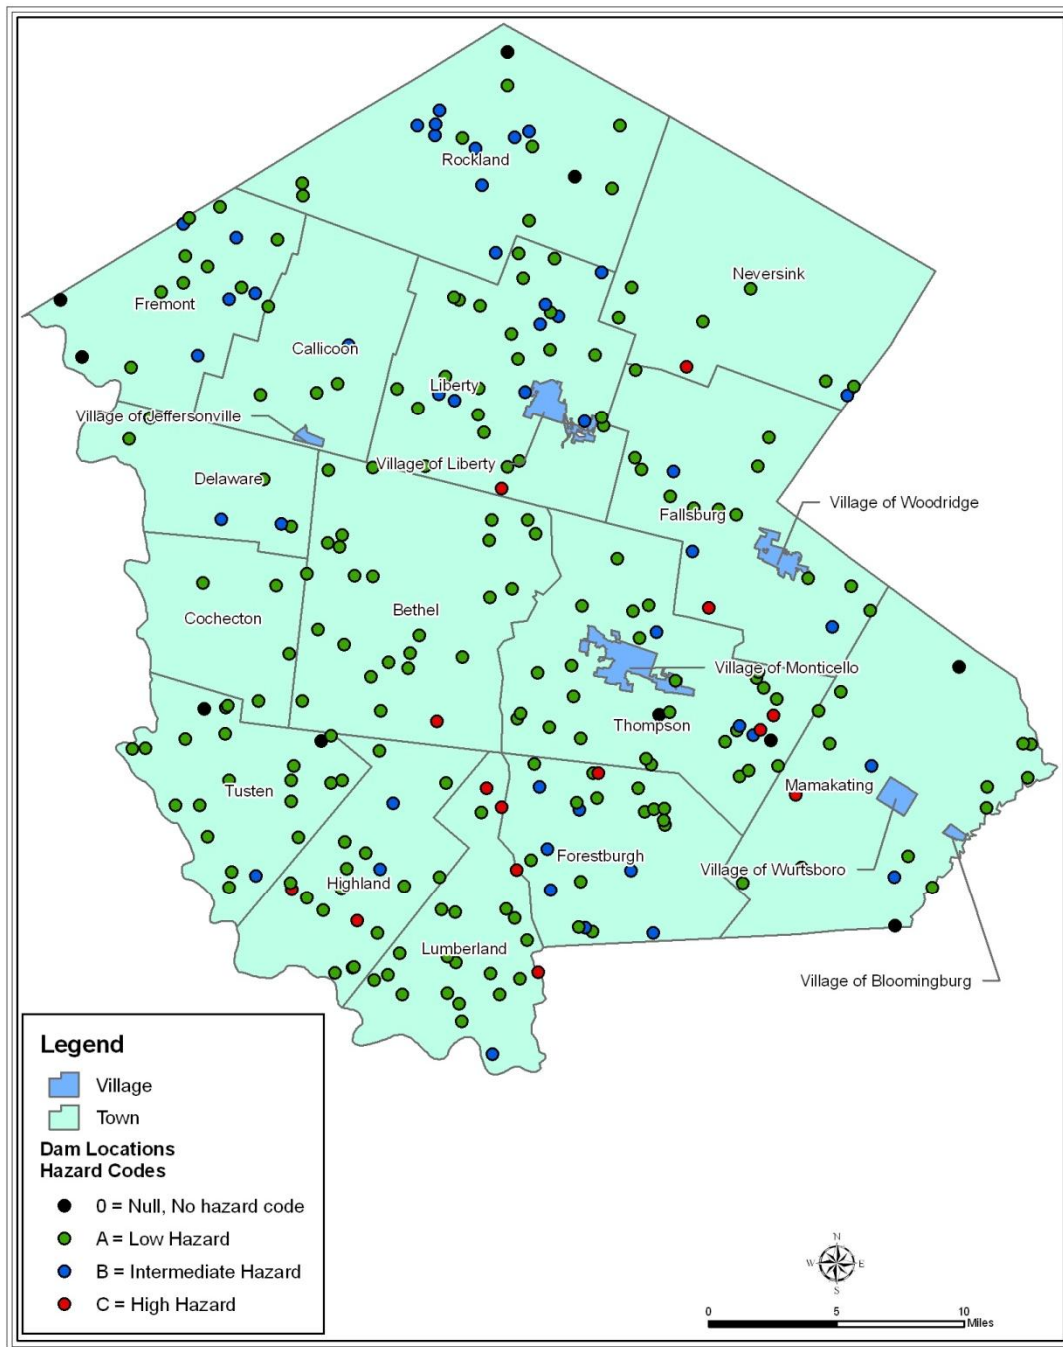 Rockland
Neversink
Fremont
Callicoon
Liberty
Village of Jeffersonville
Village of Liberty
Delaware
Fallsburg
Village of Woodridge
Bethel
Cochecton
Village of Monticello
Thompson
Mamakating
Tusten
Forestburgh
Village of Wurtsboro
Highland
Lumberland
Village of Bloomingburg
Legend
Village
Town
Dam Locations
Hazard Codes
0 = Null, No hazard code
A = Low Hazard
B = Intermediate Hazard
C = High Hazard
N
W E
S
0 5 10
Miles